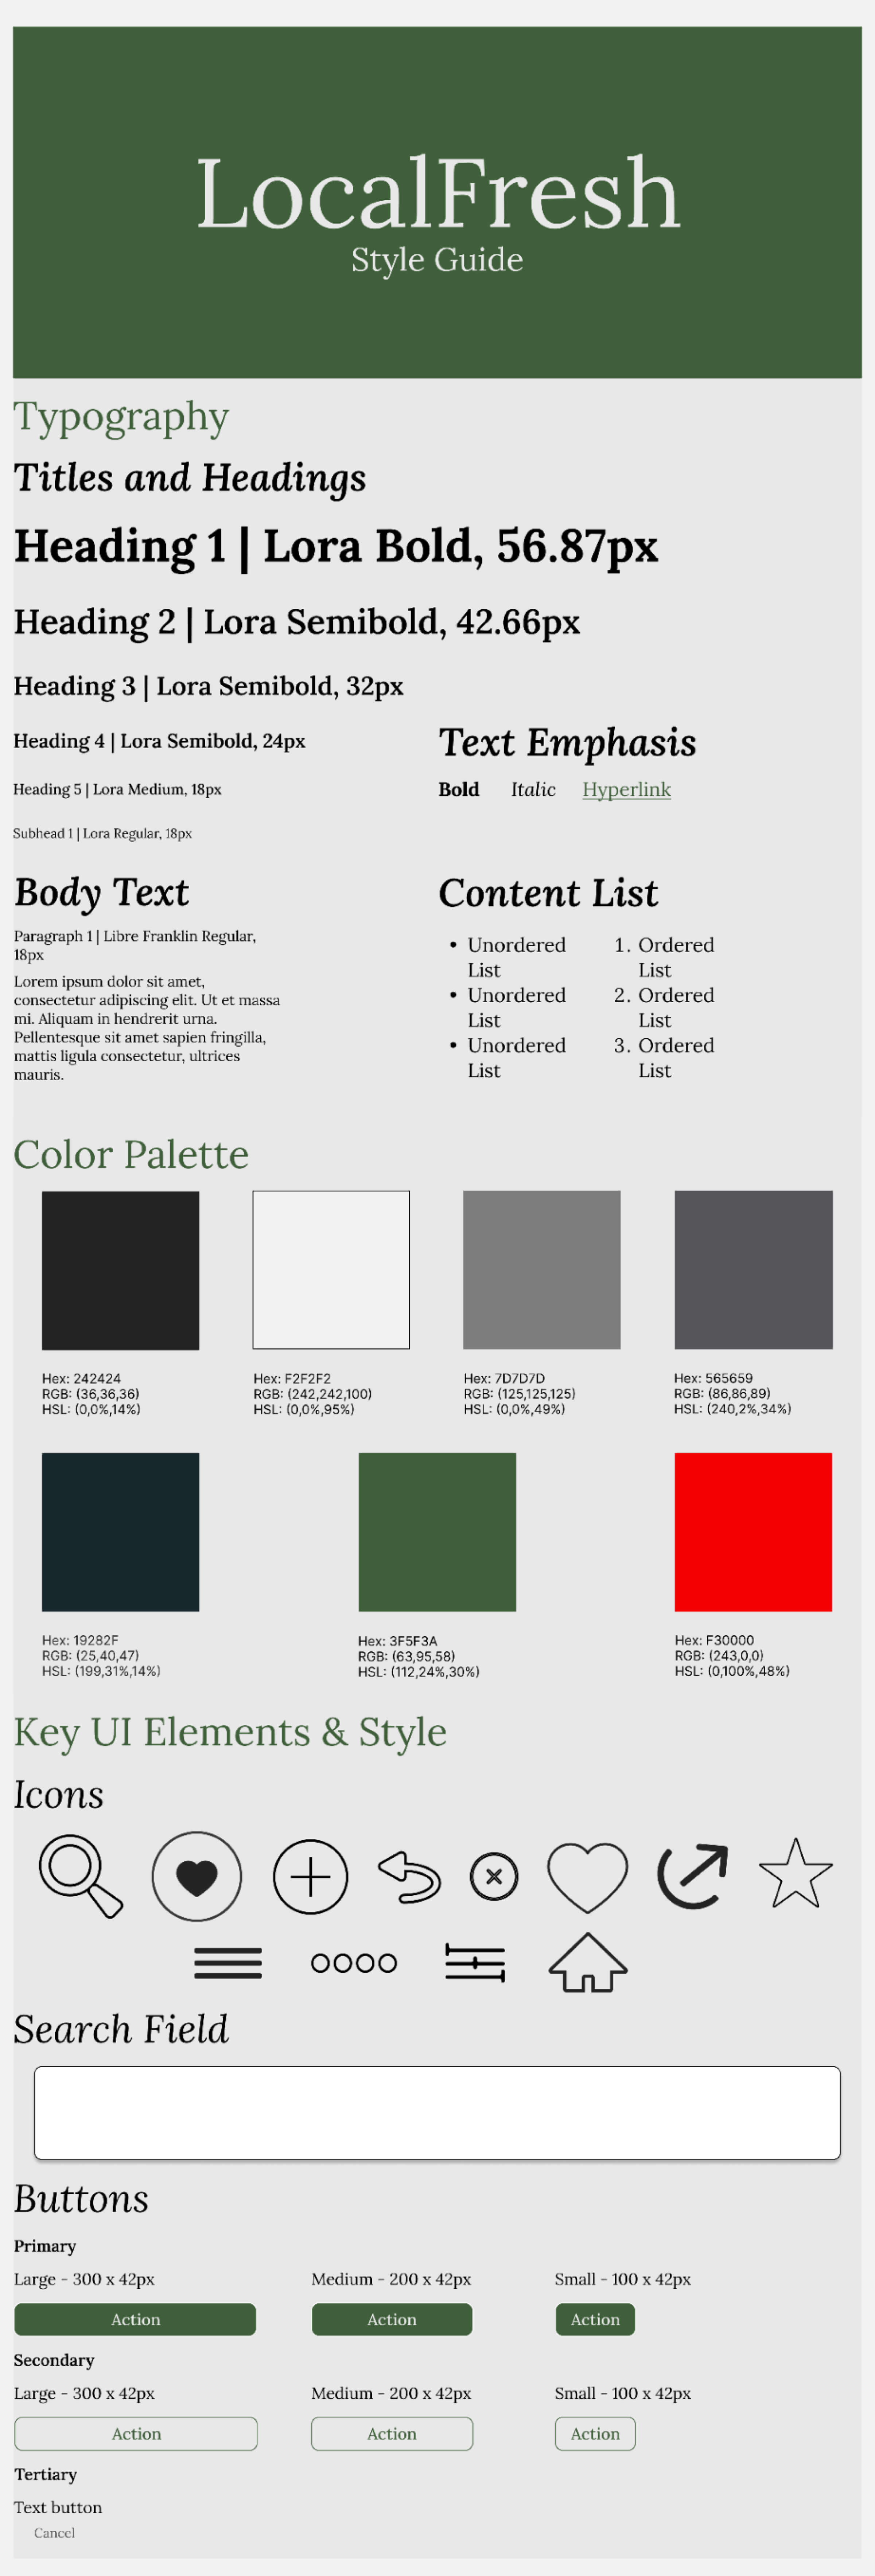 LocalFresh
Style Guide
Typography
Titles and Headings
Heading 1 | Lora Bold, 56.87px
Heading 2 | Lora Semibold, 42.66px
Heading 3 | Lora Semibold, 32px
Heading 4 | Lora Semibold, 24px
Heading 5 | Lora Medium, 18px
Subhead 1 | Lora Regular, 18px
Text Emphasis
Bold Italic Hyperlink
Body Text
Paragraph 1 | Libre Franklin Regular,
18px
Lorem ipsum dolor sit amet,
consectetur adipiscing elit. Ut et massa
mi. Aliquam in hendrerit urna.
Pellentesque sit amet sapien fringilla,
mattis ligula consectetur, ultrices
mauris.
Content List
• Unordered
List
• Unordered
List
• Unordered
List
1. Ordered
List
2. Ordered
List
3. Ordered
List
Color Palette
Hex: 242424
RGB: (36,36,36)
HSL: (0,0%,14%)
Hex: F2F2F2
RGB: (242,242,100)
HSL: (0,0%,95%)
Hex: 7D7D7D
RGB: (125,125,125)
HSL: (0,0%,49%)
Hex: 565659
RGB: (86,86,89)
HSL: (240,2%,34%)
Hex: 19282F
RGB: (25,40,47)
HSL: (199,31%,14%)
Hex: 3F5F3A
RGB: (63,95,58)
HSL: (112,24%,30%)
Hex: F30000
RGB: (243,0,0)
HSL: (0,100%,48%)
Key UI Elements & Style
Icons
Search Field
Buttons
Primary
Large - 300 x 42px
Medium - 200 x 42px
Small - 100 x 42px
Action
Action
Action
Secondary
Large - 300 x 42px
Medium - 200 x 42px
Small - 100 x 42px
Action
Action
Action
Tertiary
Text button
Cancel